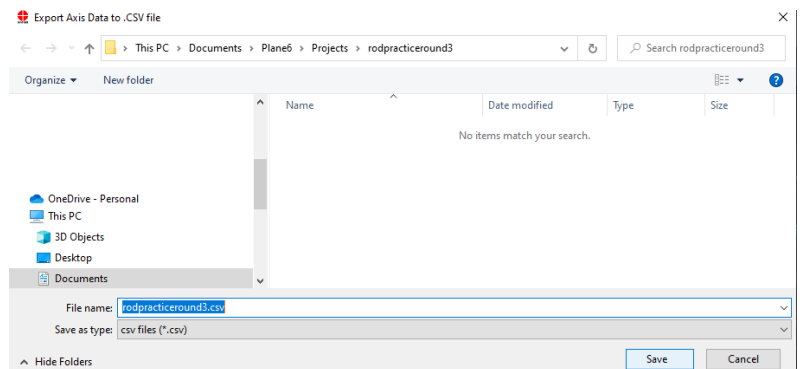 Export Axis Data to .CSV file
This PC > Documents > Plane6 > Projects > rodpracticeround3
Search rodpracticeround3
Organize
New folder
Name
Date modified
Type
Size
No items match your search.
OneDrive - Personal
This PC
3D Objects
Desktop
Documents
File name: rodpracticeround3.csv
Save as type: csv files (*.csv)
Hide Folders
Save
Cancel